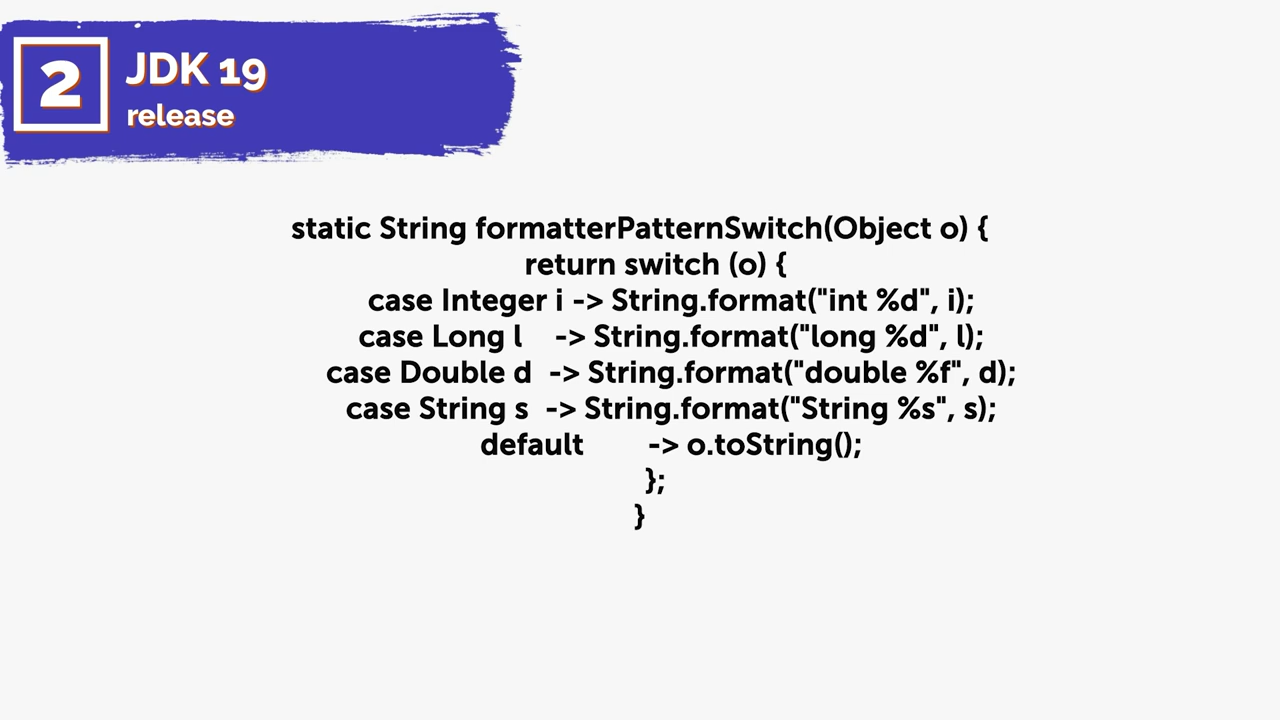 2
JDK 19
release
static String formatterPatternSwitch(Object o) {
return switch (o) {
case Integer i -> String.format("int %d", i);
case Long l    -> String.format("long %d", l);
case Double d  -> String.format("double %f", d);
case String s  -> String.format("String %s", s);
default        -> o.toString();
};
}